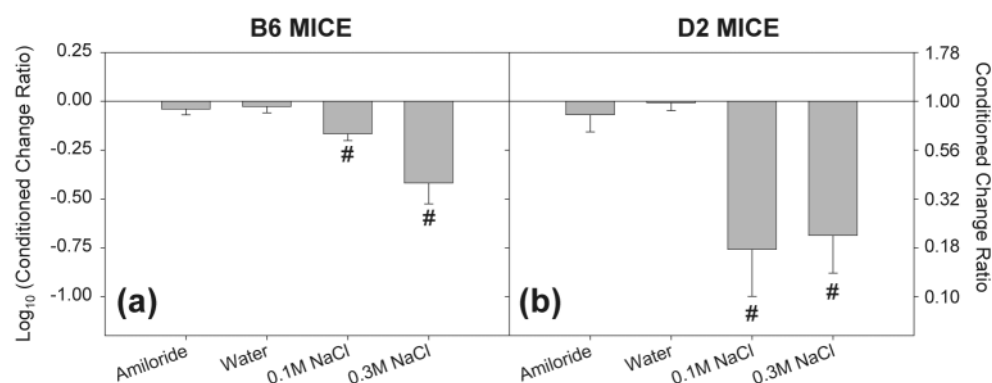 B6 MICE
D2 MICE
Log₁₀ (Conditioned Change Ratio)
0.25
0.00
-0.25
-0.50
-0.75
-1.00
#
#
(a)
#
#
(b)
1.78
1.00
0.56
0.32
0.18
0.10
Conditioned Change Ratio
Amiloride
Water
0.1M NaCl
0.3M NaCl
Amiloride
Water
0.1M NaCl
0.3M NaCl